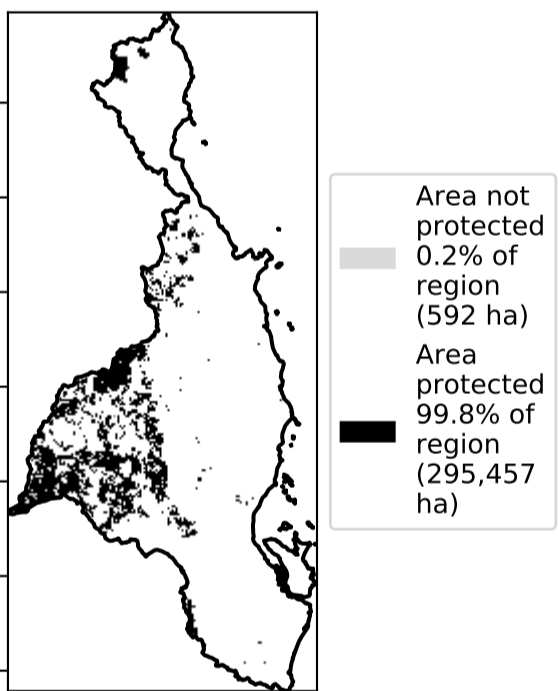 Area not
protected
0.2% of
region
(592 ha)
Area
protected
99.8% of
region
(295,457
ha)